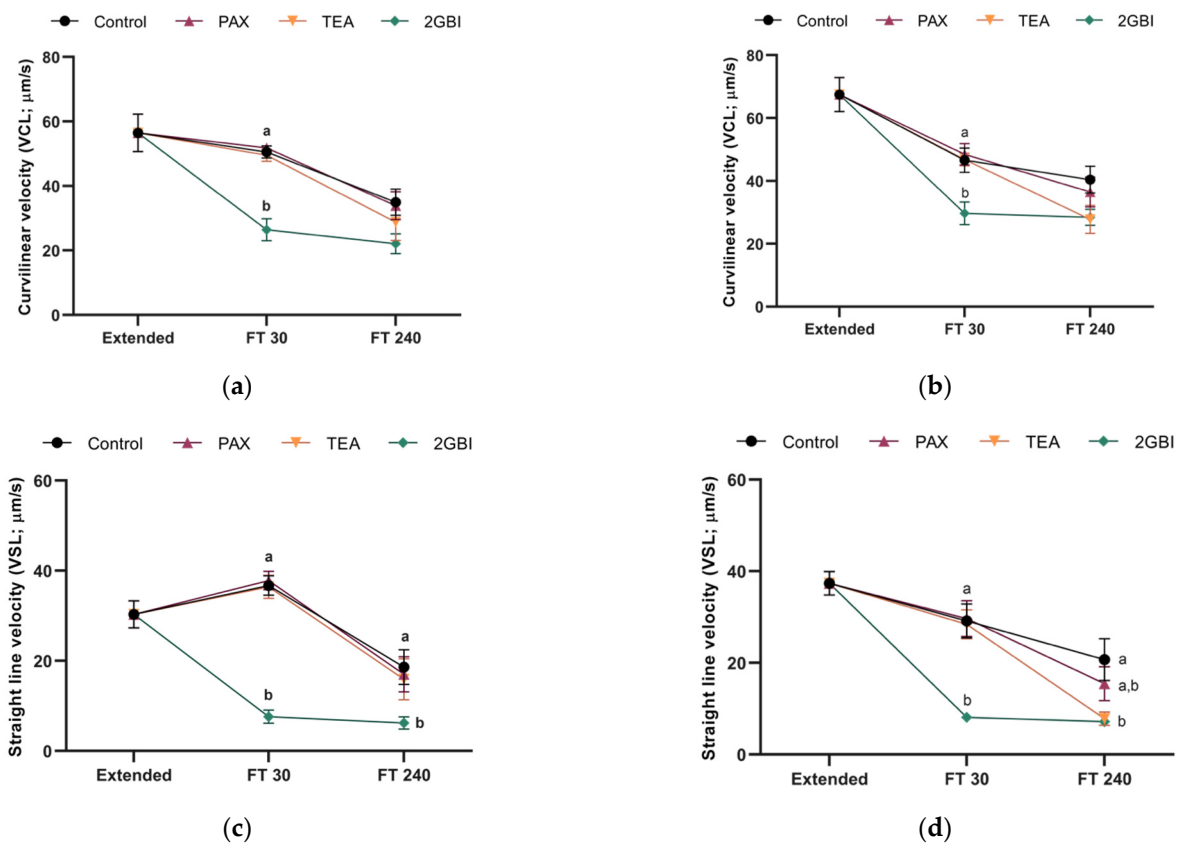 Control PAX TEA 2GBI
Curvilinear velocity (VCL; μm/s)
80
60
40
20
0
a
b
Extended FT 30 FT 240
(a)
Control PAX TEA 2GBI
Curvilinear velocity (VCL; μm/s)
80
60
40
20
0
a
b
Extended FT 30 FT 240
(b)
Control PAX TEA 2GBI
Straight line velocity (VSL; μm/s)
60
40
20
0
a
a
b
b
Extended FT 30 FT 240
(c)
Control PAX TEA 2GBI
Straight line velocity (VSL; μm/s)
60
40
20
0
a
a
a,b
b
b
Extended FT 30 FT 240
(d)